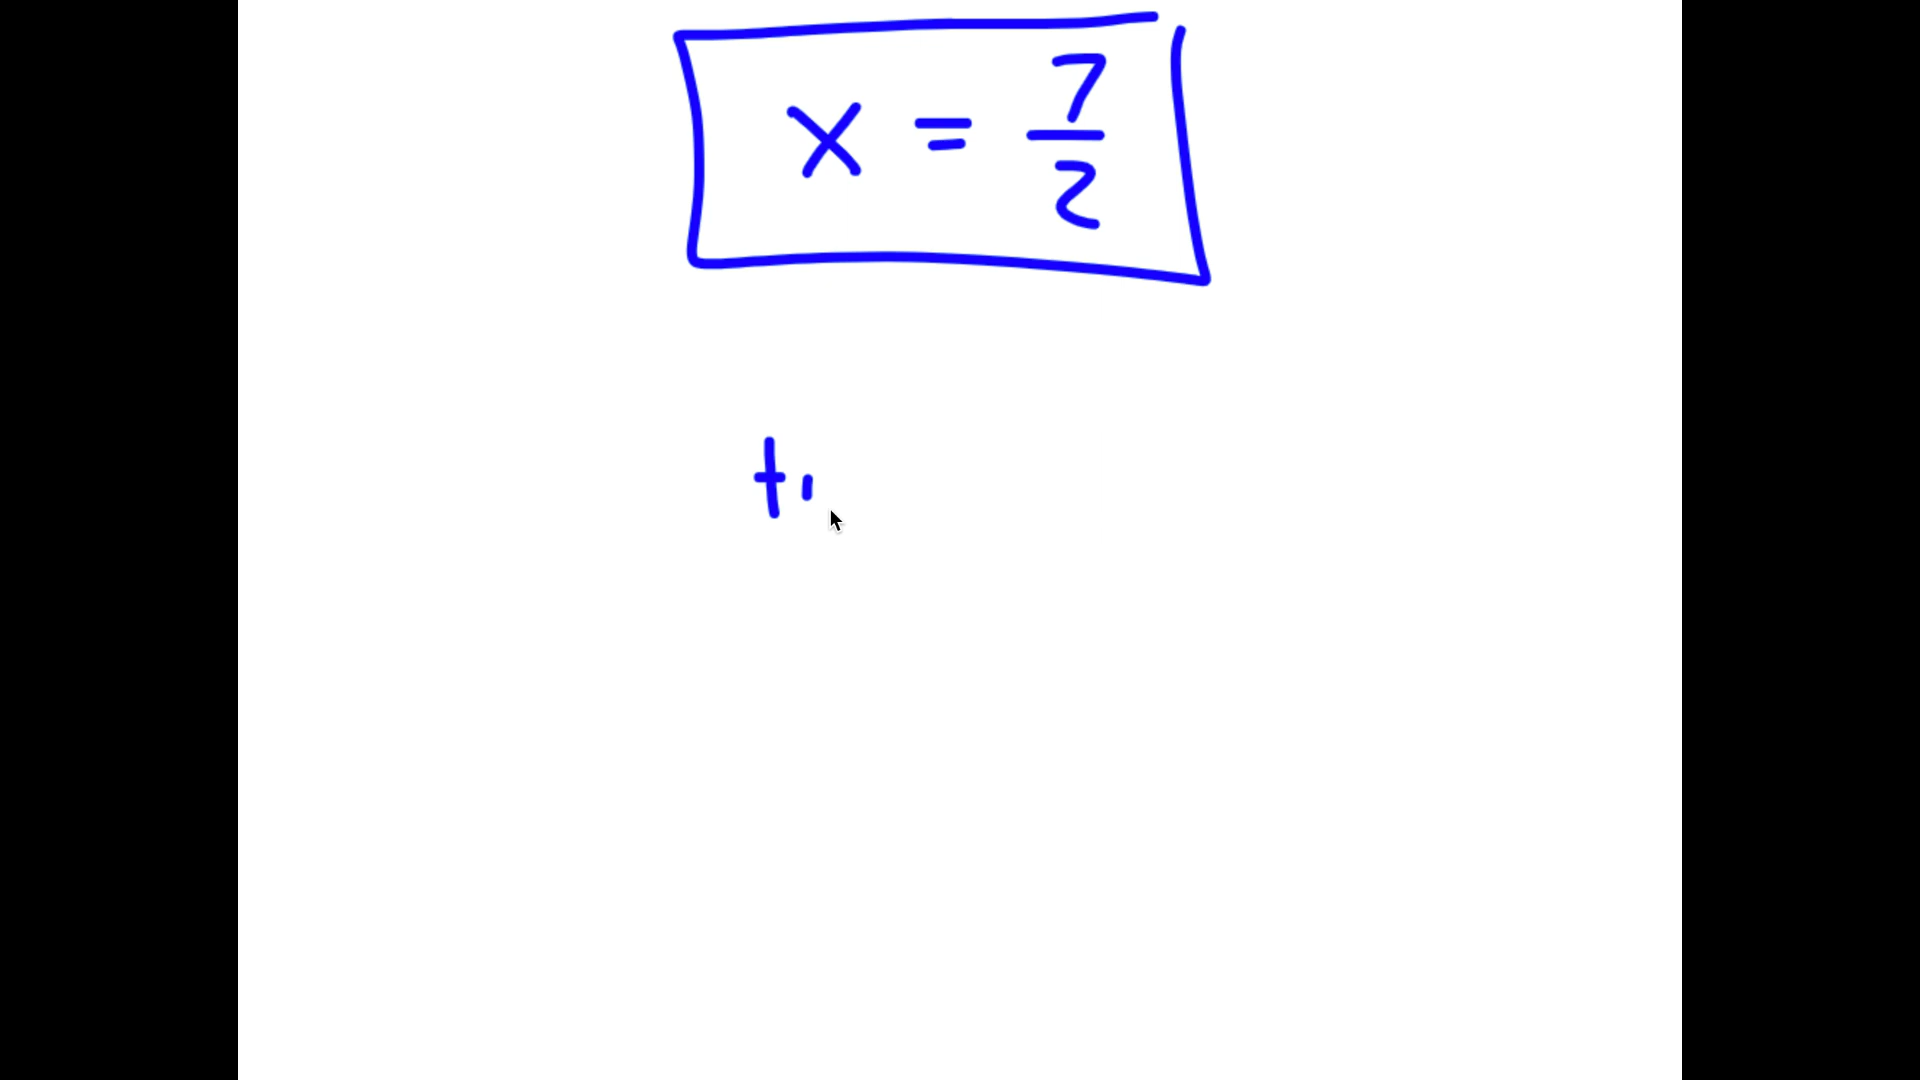 x = 7/2